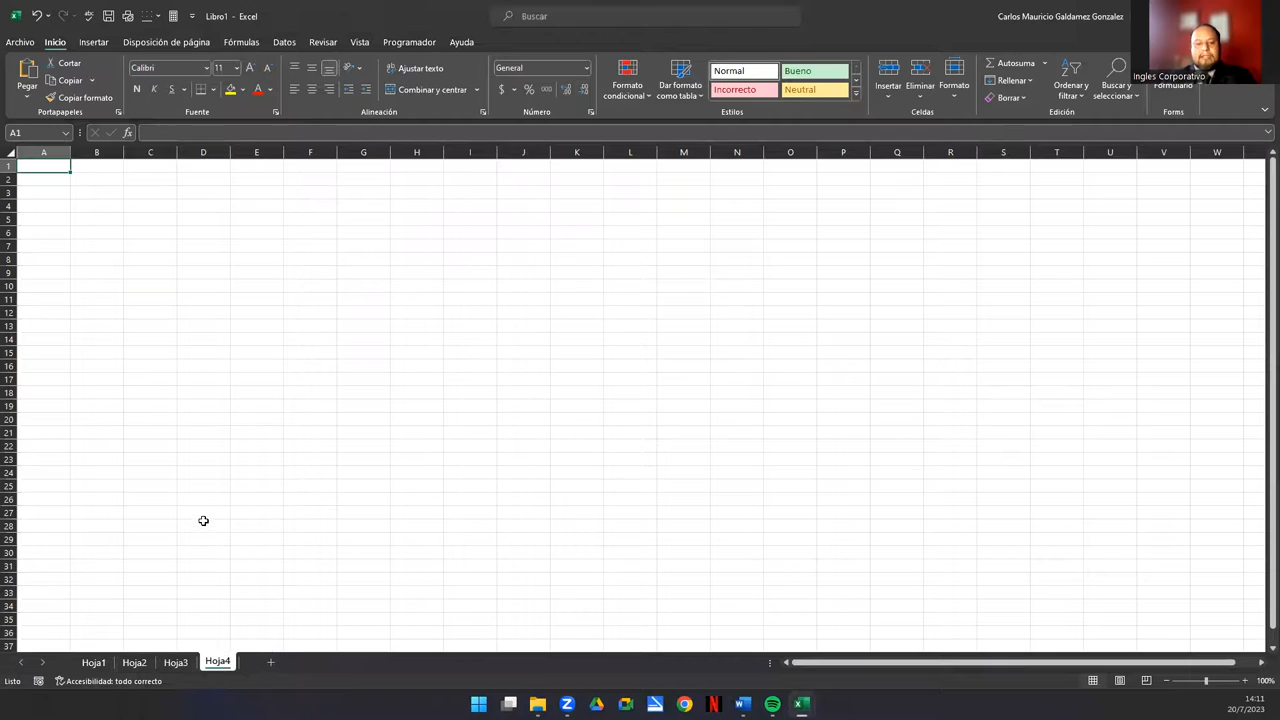 Libro1 - Excel
Buscar
Carlos Mauricio Galdamez Gonzalez
Archivo Inicio Insertar Disposición de página Fórmulas Datos Revisar Vista Programador Ayuda
Ingles Corporativo
Pegar
Cortar
Copiar
Copiar formato
Portapapeles
Calibri 11
N K S
Fuente
Ajustar texto
Combinar y centrar
Alineación
General
$ % 000
Número
Formato condicional
Dar formato como tabla
Normal Bueno
Incorrecto Neutral
Estilos
Insertar Eliminar Formato
Celdas
Autosuma
Rellenar
Borrar
Ordenar y filtrar
Buscar y seleccionar
Edición
Formulario
Forms
A1 fx
A B C D E F G H I J K L M N O P Q R S T U V W
1
2
3
4
5
6
7
8
9
10
11
12
13
14
15
16
17
18
19
20
21
22
23
24
25
26
27
28
29
30
31
32
33
34
35
36
37
Hoja1 Hoja2 Hoja3 Hoja4
Listo Accesibilidad: todo correcto 100%
14:11
20/7/2023